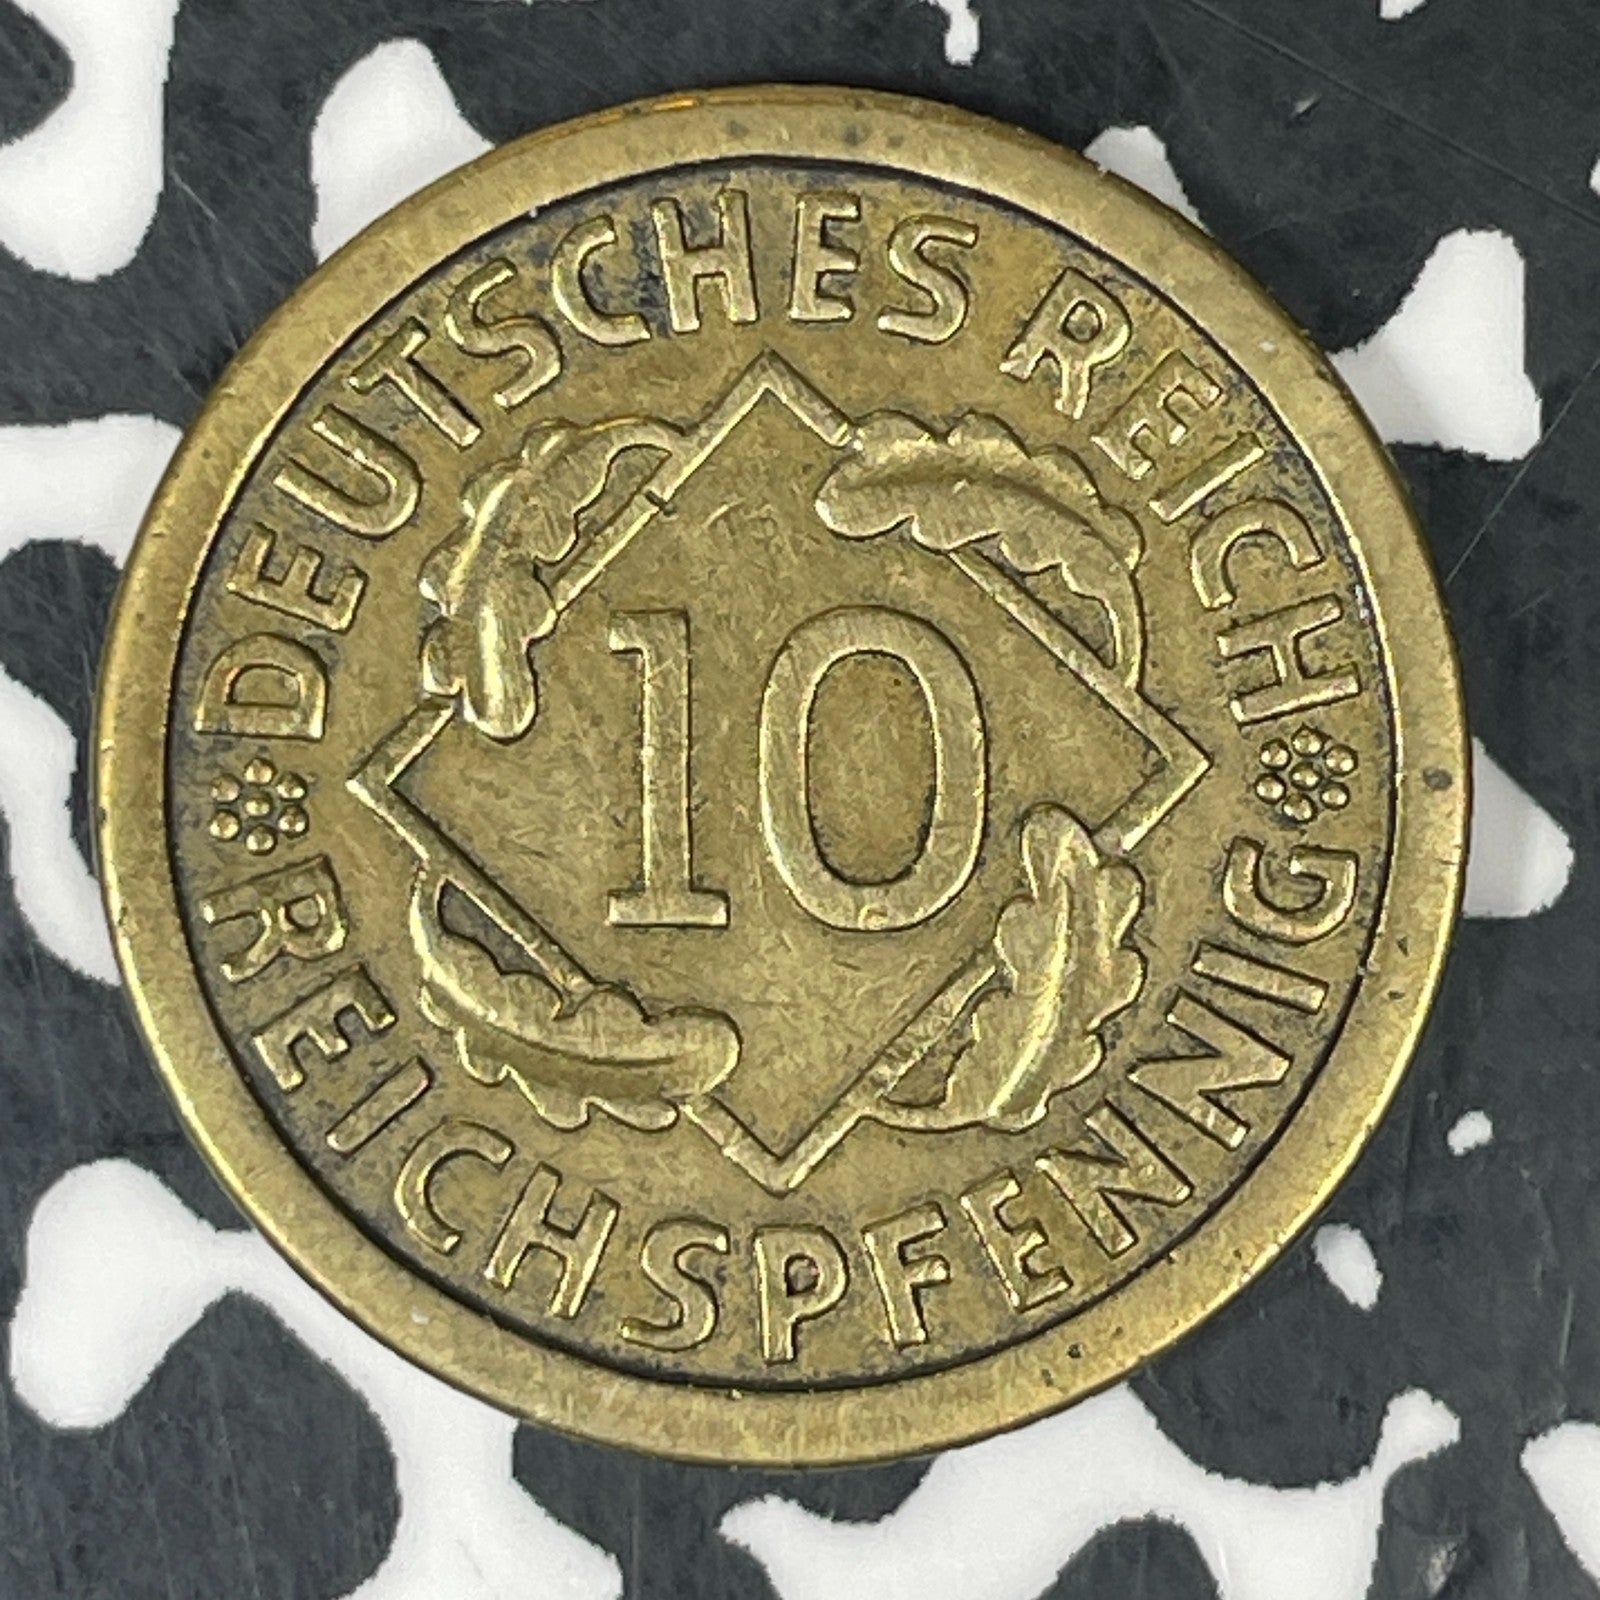 DEUTSCHES REICH
10
REICHSPFENNIG